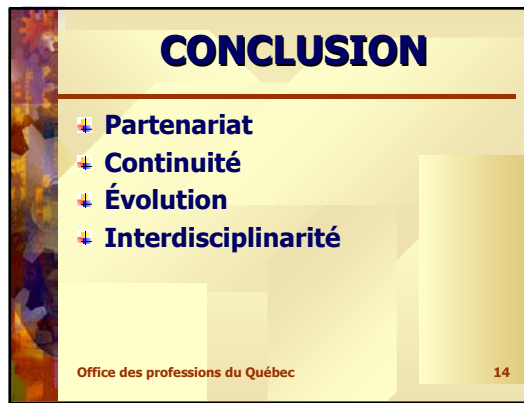 CONCLUSION
Partenariat
Continuité
Évolution
Interdisciplinarité
Office des professions du Québec 14